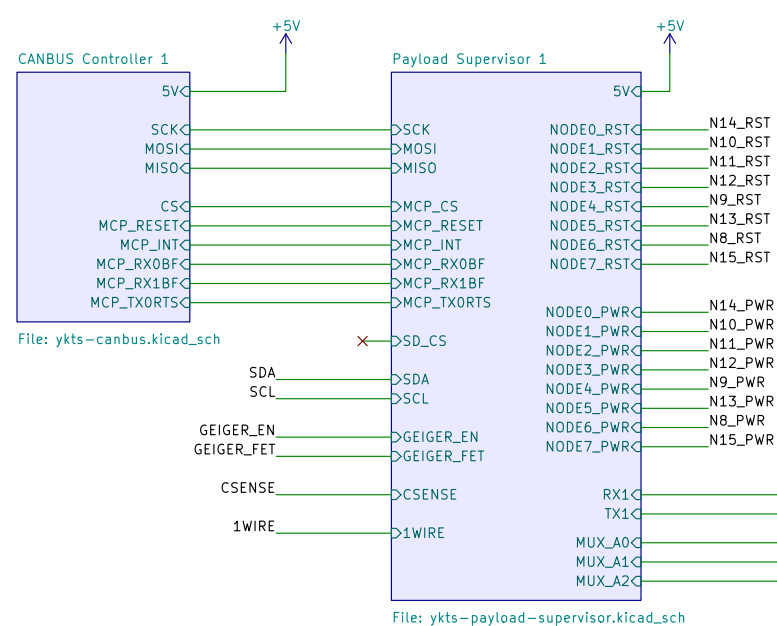 +5V
CANBUS Controller 1
5V
SCK
MOSI
MISO
CS
MCP_RESET
MCP_INT
MCP_RX0BF
MCP_RX1BF
MCP_TX0RTS
File: ykts-canbus.kicad_sch
SDA
SCL
GEIGER_EN
GEIGER_FET
CSENSE
1WIRE
+5V
Payload Supervisor 1
5V
SCK
MOSI
MISO
MCP_CS
MCP_RESET
MCP_INT
MCP_RX0BF
MCP_RX1BF
MCP_TX0RTS
SD_CS
SDA
SCL
GEIGER_EN
GEIGER_FET
CSENSE
1WIRE
NODE0_RST
NODE1_RST
NODE2_RST
NODE3_RST
NODE4_RST
NODE5_RST
NODE6_RST
NODE7_RST
NODE0_PWR
NODE1_PWR
NODE2_PWR
NODE3_PWR
NODE4_PWR
NODE5_PWR
NODE6_PWR
NODE7_PWR
RX1
TX1
MUX_A0
MUX_A1
MUX_A2
N14_RST
N10_RST
N11_RST
N12_RST
N9_RST
N13_RST
N8_RST
N15_RST
N14_PWR
N10_PWR
N11_PWR
N12_PWR
N9_PWR
N13_PWR
N8_PWR
N15_PWR
File: ykts-payload-supervisor.kicad_sch